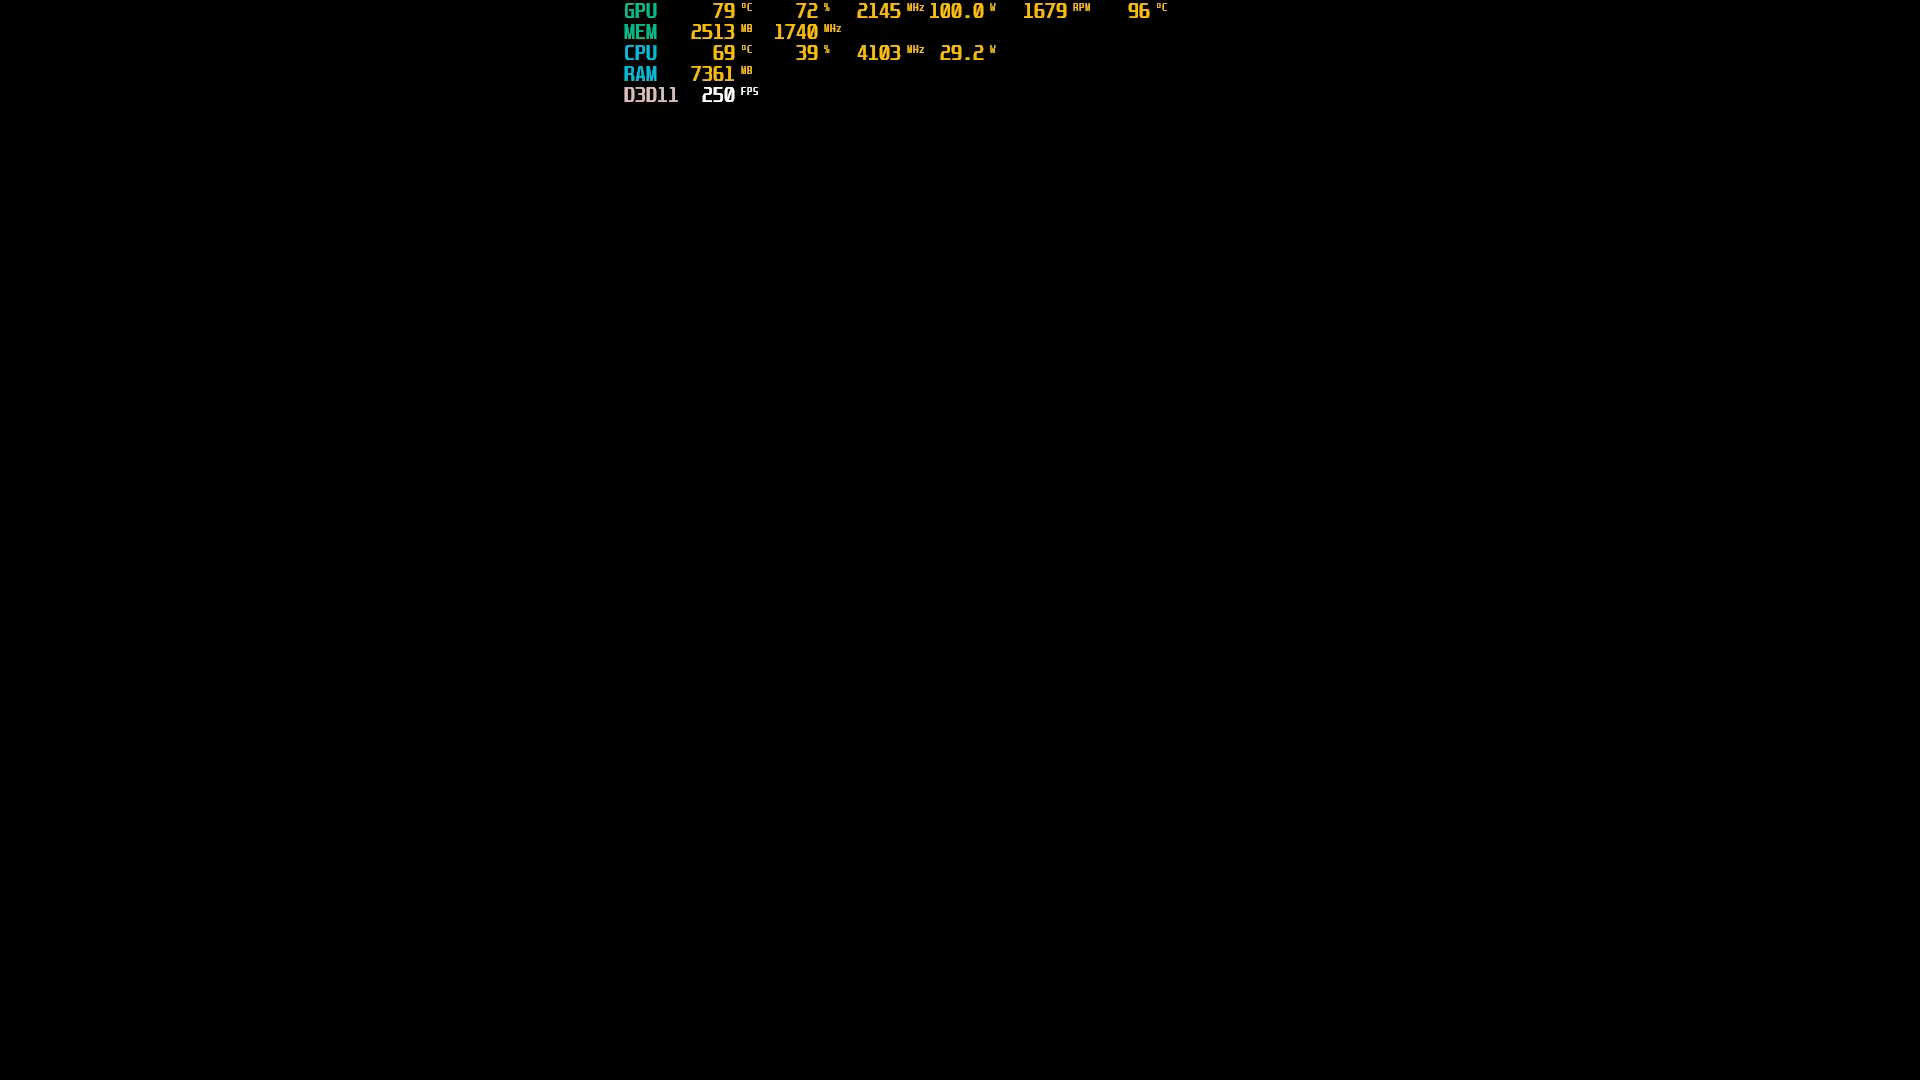 GPU 79 °C 72 % 2145 MHz 100.0 W 1679 RPM 96 °C
MEM 2513 MB 1740 MHz
CPU 69 °C 39 % 4103 MHz 29.2 W
RAM 7361 MB
D3D11 250 FPS